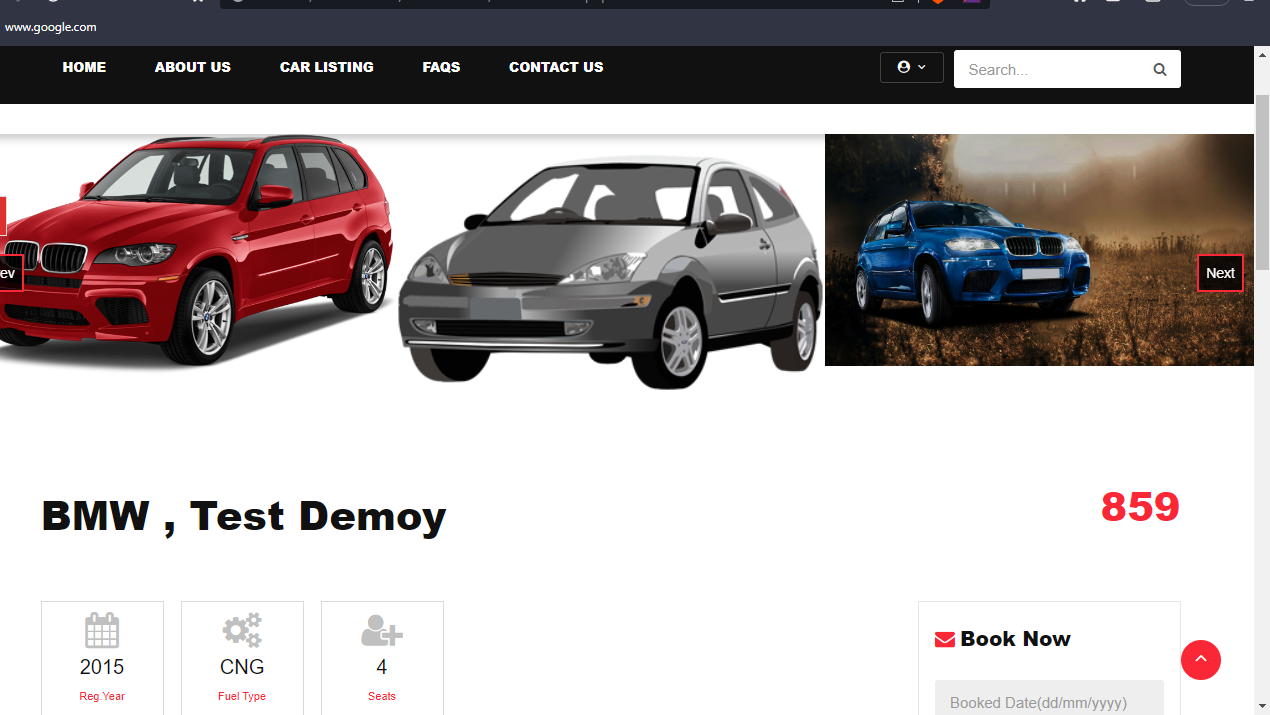 www.google.com
HOME ABOUT US CAR LISTING FAQS CONTACT US Search...
Next
BMW , Test Demoy 859
2015 CNG 4
Reg.Year Fuel Type Seats
Book Now
Booked Date(dd/mm/yyyy)